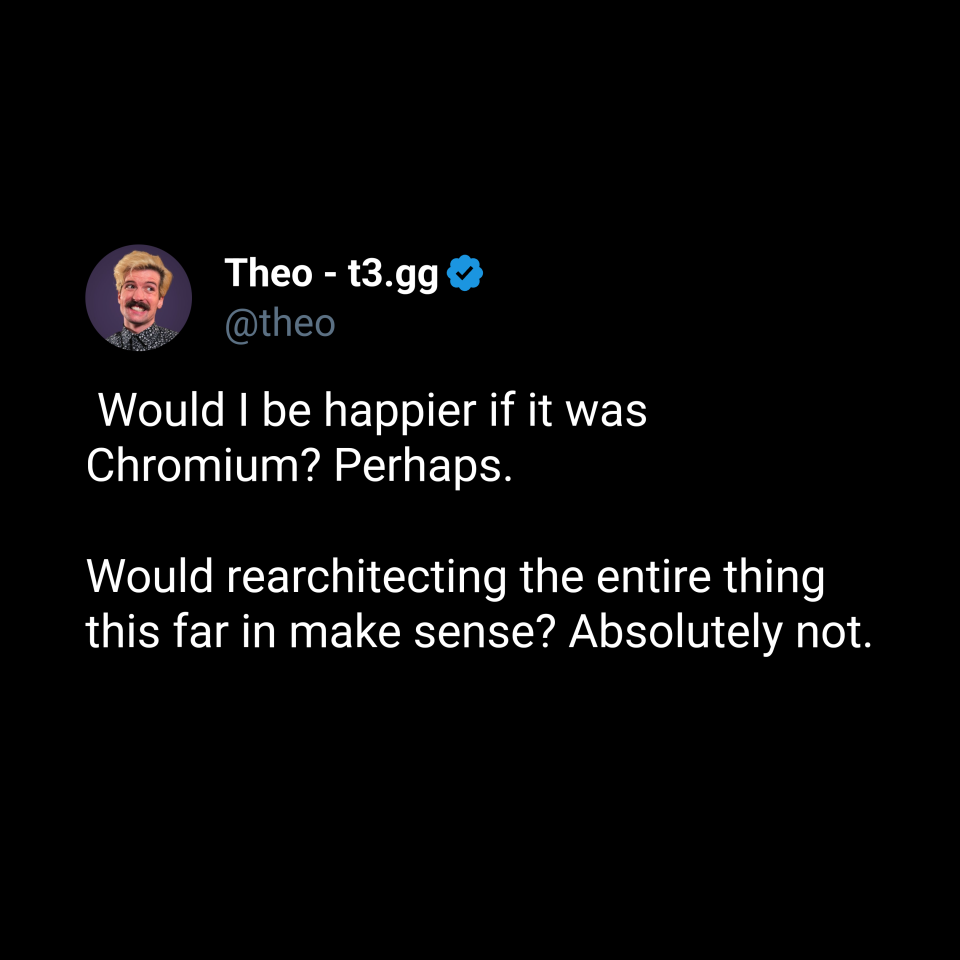 Theo - t3.gg
@theo
Would I be happier if it was
Chromium? Perhaps.
Would rearchitecting the entire thing
this far in make sense? Absolutely not.